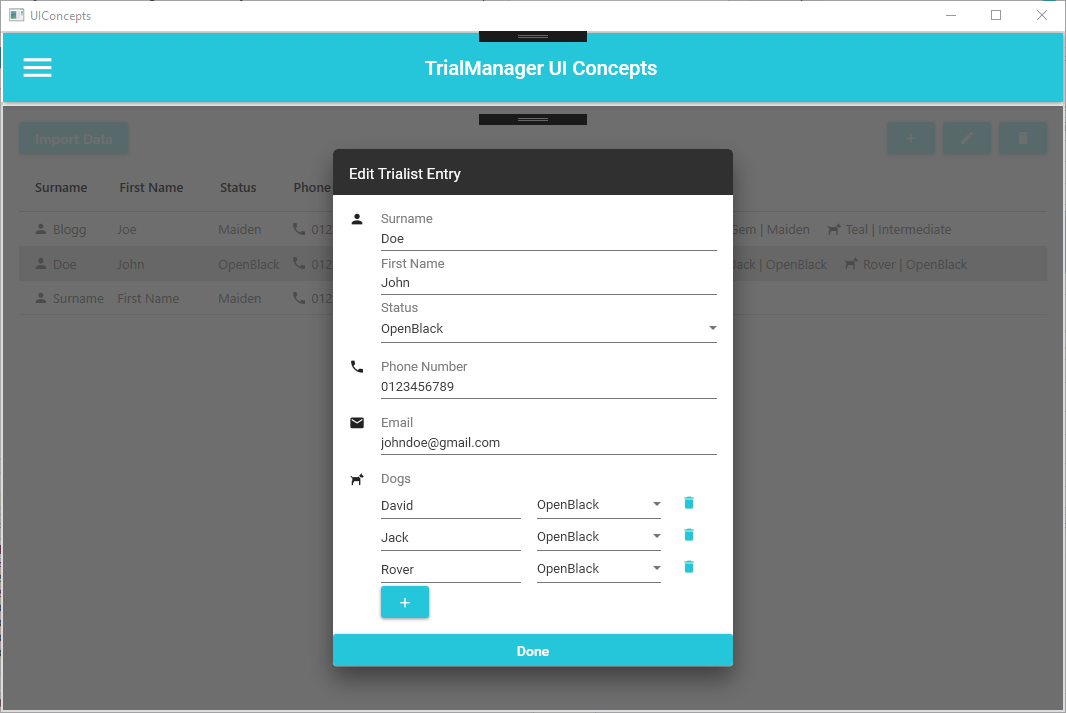 UIConcepts
TrialManager UI Concepts
Import Data
Surname First Name Status Phone
Blogg Joe Maiden 012 Gem | Maiden Teal | Intermediate
Doe John OpenBlack 012 | OpenBlack Rover | OpenBlack
Surname First Name Maiden 012
Edit Trialist Entry
Surname
Doe
First Name
John
Status
OpenBlack
Phone Number
0123456789
Email
johndoe@gmail.com
Dogs
David OpenBlack
Jack OpenBlack
Rover OpenBlack
+
Done